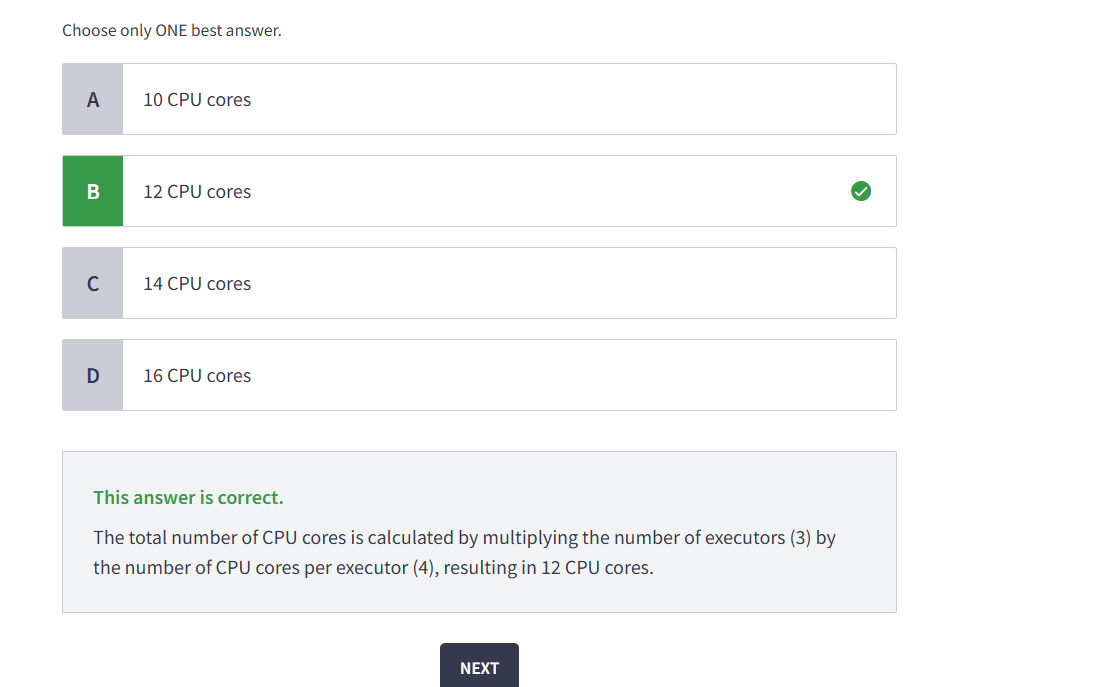 Choose only ONE best answer.
A
10 CPU cores
B
12 CPU cores
C
14 CPU cores
D
16 CPU cores
This answer is correct.
The total number of CPU cores is calculated by multiplying the number of executors (3) by
the number of CPU cores per executor (4), resulting in 12 CPU cores.
NEXT